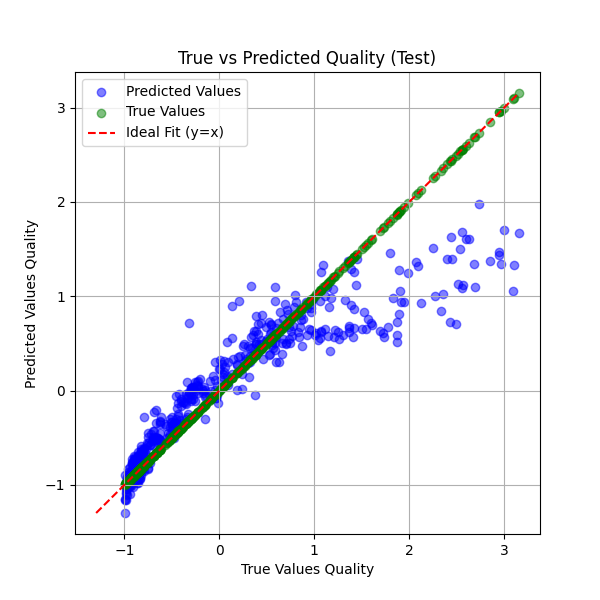 True vs Predicted Quality (Test)
Predicted Values
True Values
Ideal Fit (y=x)
3
2
1
0
−1
Predicted Values Quality
−1 0 1 2 3
True Values Quality